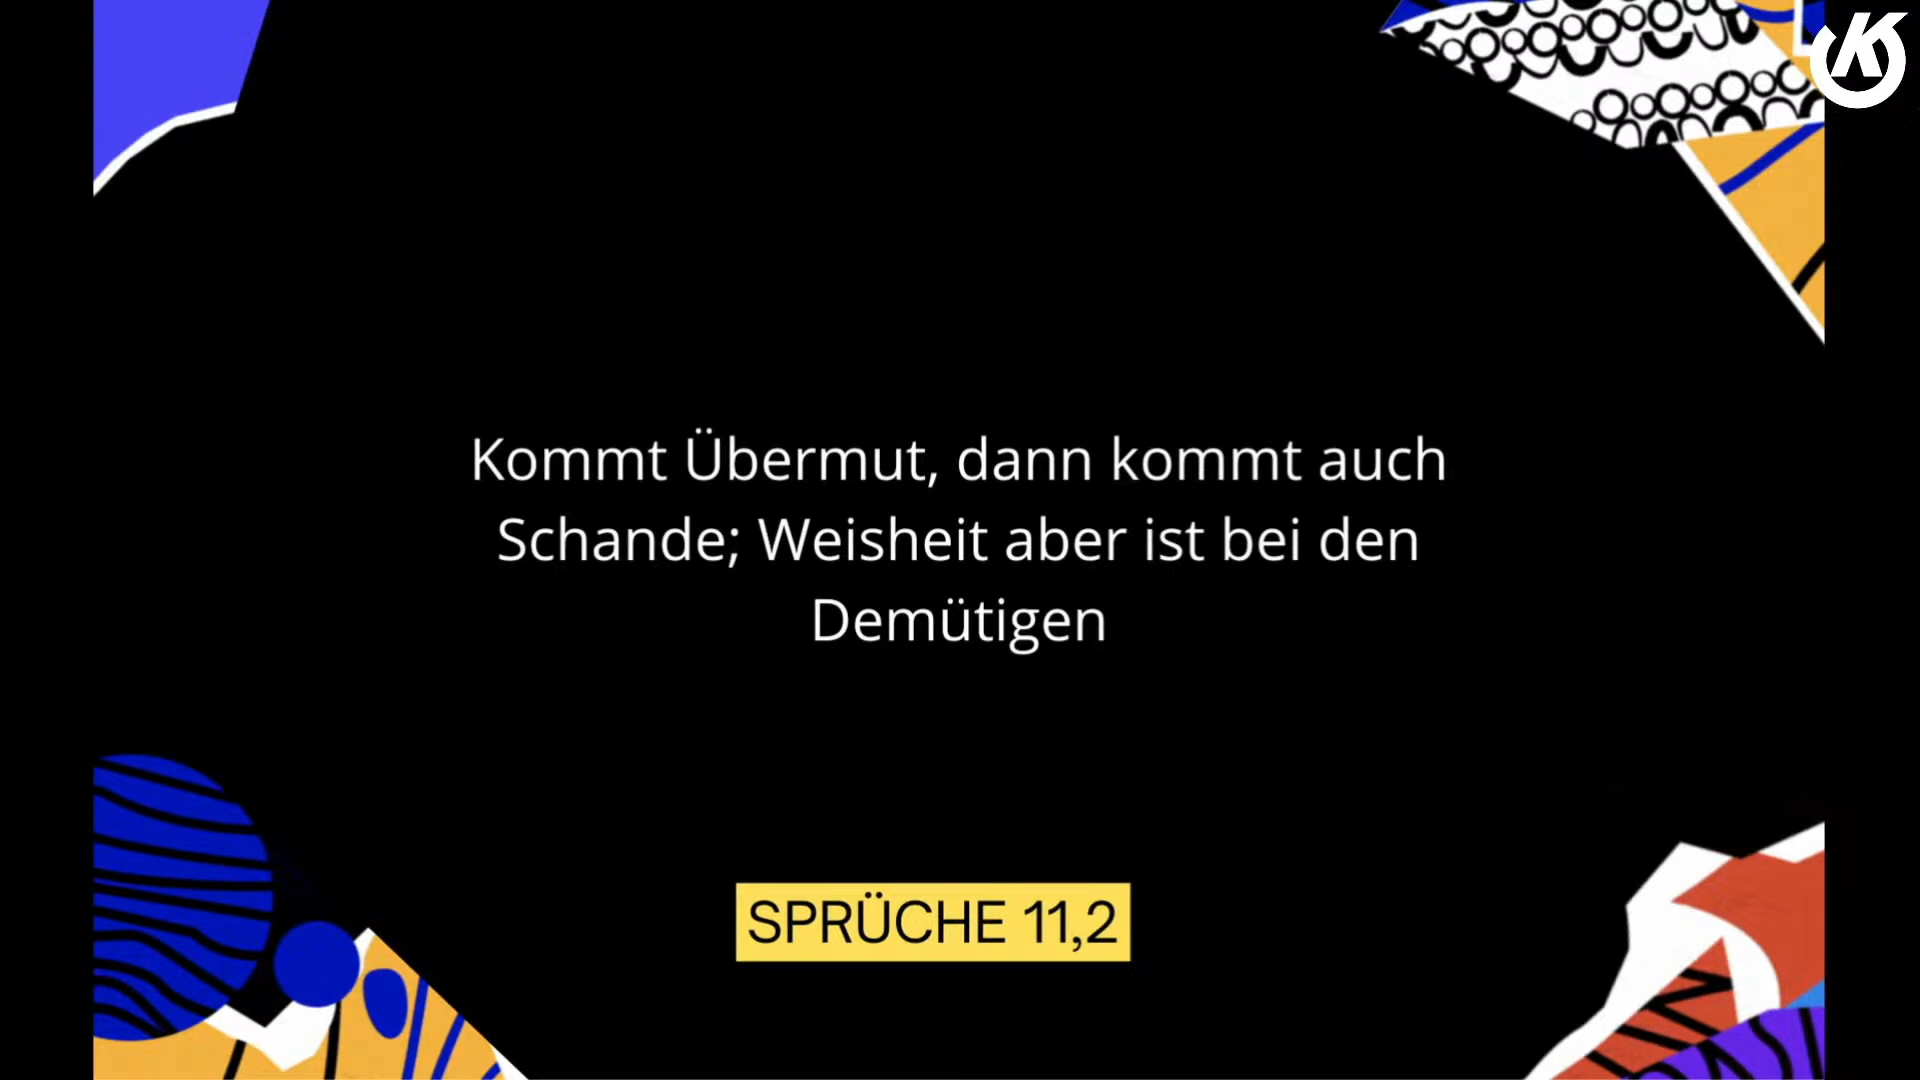 Kommt Übermut, dann kommt auch
Schande; Weisheit aber ist bei den
Demütigen
SPRÜCHE 11,2